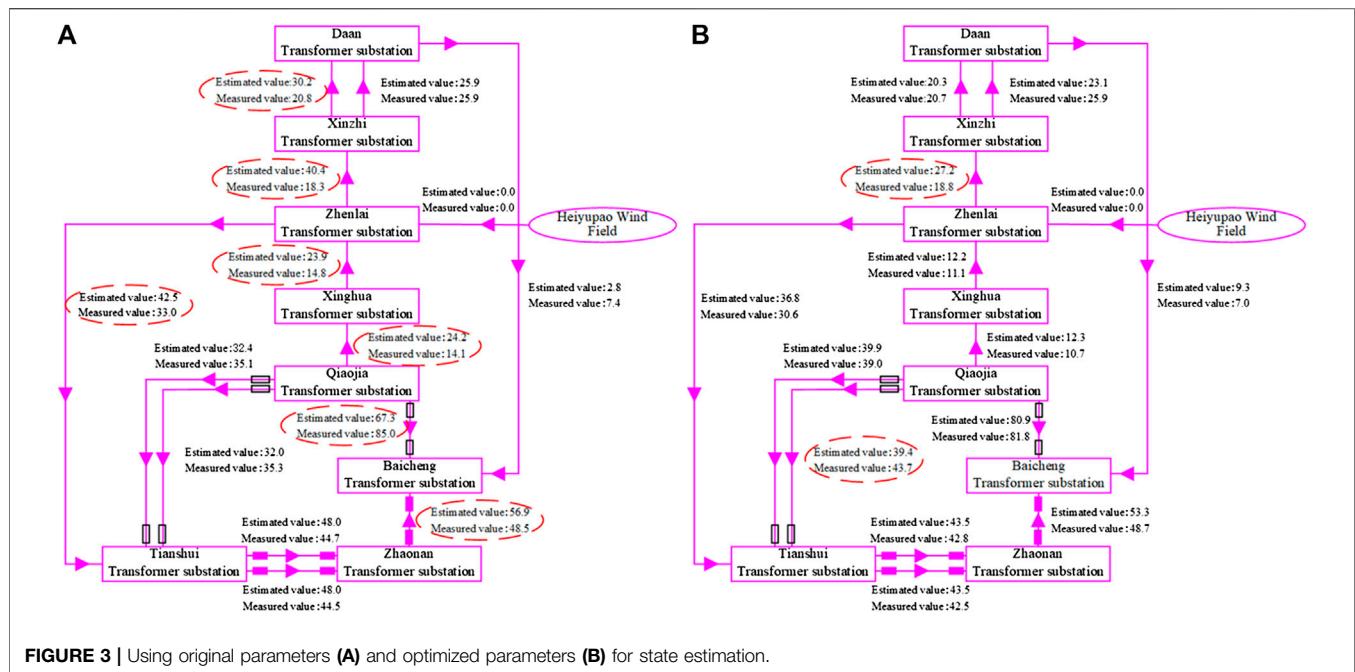 A
Daan
Transformer substation
Estimated value:30.2
Measured value:20.8
Estimated value:25.9
Measured value:25.9
Xinzhi
Transformer substation
Estimated value:40.4
Measured value:18.3
Estimated value:0.0
Measured value:0.0
Zhenlai
Transformer substation
Heiyupao Wind
Field
Estimated value:23.9
Measured value:14.8
Estimated value:42.5
Measured value:33.0
Xinghua
Transformer substation
Estimated value:2.8
Measured value:7.4
Estimated value:24.2
Measured value:14.1
Estimated value:32.4
Measured value:35.1
Qiaojia
Transformer substation
Estimated value:67.3
Measured value:85.0
Estimated value:32.0
Measured value:35.3
Baicheng
Transformer substation
Estimated value:56.9
Measured value:48.5
Estimated value:48.0
Measured value:44.7
Tianshui
Transformer substation
Zhaonan
Transformer substation
Estimated value:48.0
Measured value:44.5
B
Daan
Transformer substation
Estimated value:20.3
Measured value:20.7
Estimated value:23.1
Measured value:25.9
Xinzhi
Transformer substation
Estimated value:27.2
Measured value:18.8
Estimated value:0.0
Measured value:0.0
Zhenlai
Transformer substation
Heiyupao Wind
Field
Estimated value:12.2
Measured value:11.1
Estimated value:36.8
Measured value:30.6
Xinghua
Transformer substation
Estimated value:9.3
Measured value:7.0
Estimated value:12.3
Measured value:10.7
Estimated value:39.9
Measured value:39.0
Qiaojia
Transformer substation
Estimated value:80.9
Measured value:81.8
Estimated value:39.4
Measured value:43.7
Baicheng
Transformer substation
Estimated value:53.3
Measured value:48.7
Estimated value:43.5
Measured value:42.8
Tianshui
Transformer substation
Zhaonan
Transformer substation
Estimated value:43.5
Measured value:42.5
FIGURE 3 | Using original parameters (A) and optimized parameters (B) for state estimation.